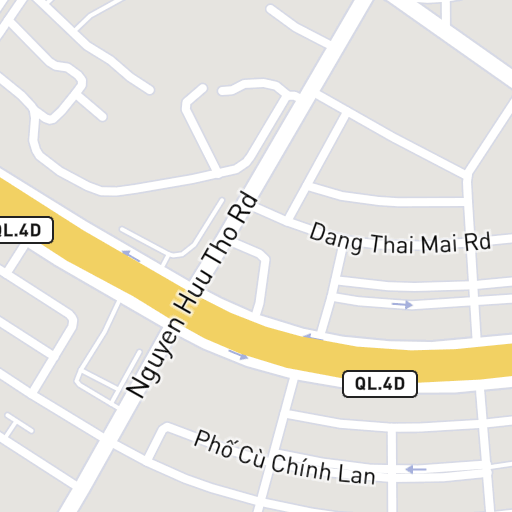 QL.4D
Nguyen Huu Tho Rd
Dang Thai Mai Rd
QL.4D
Phố Cù Chính Lan